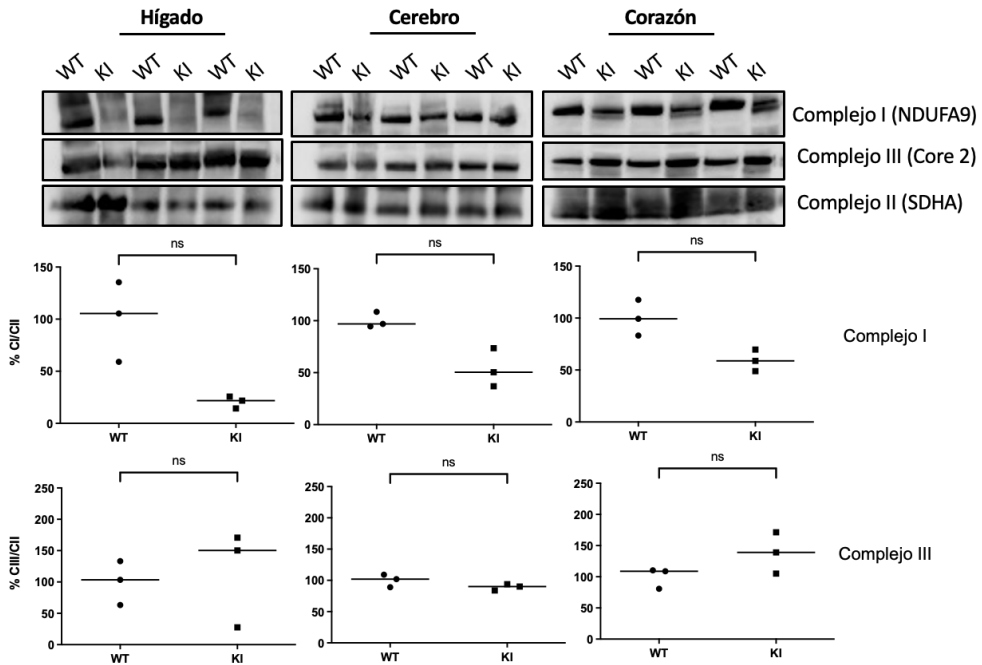 Hígado Cerebro Corazón
WT KI WT KI WT KI WT KI WT KI WT KI WT KI WT KI WT KI
Complejo I (NDUFA9)
Complejo III (Core 2)
Complejo II (SDHA)
ns ns ns
% CI/CII
150 100 50 0
150 100 50 0
150 100 50 0
WT KI WT KI WT KI
Complejo I
ns ns ns
% CIII/CII
250 200 150 100 50 0
250 200 150 100 50 0
250 200 150 100 50 0
WT KI WT KI WT KI
Complejo III